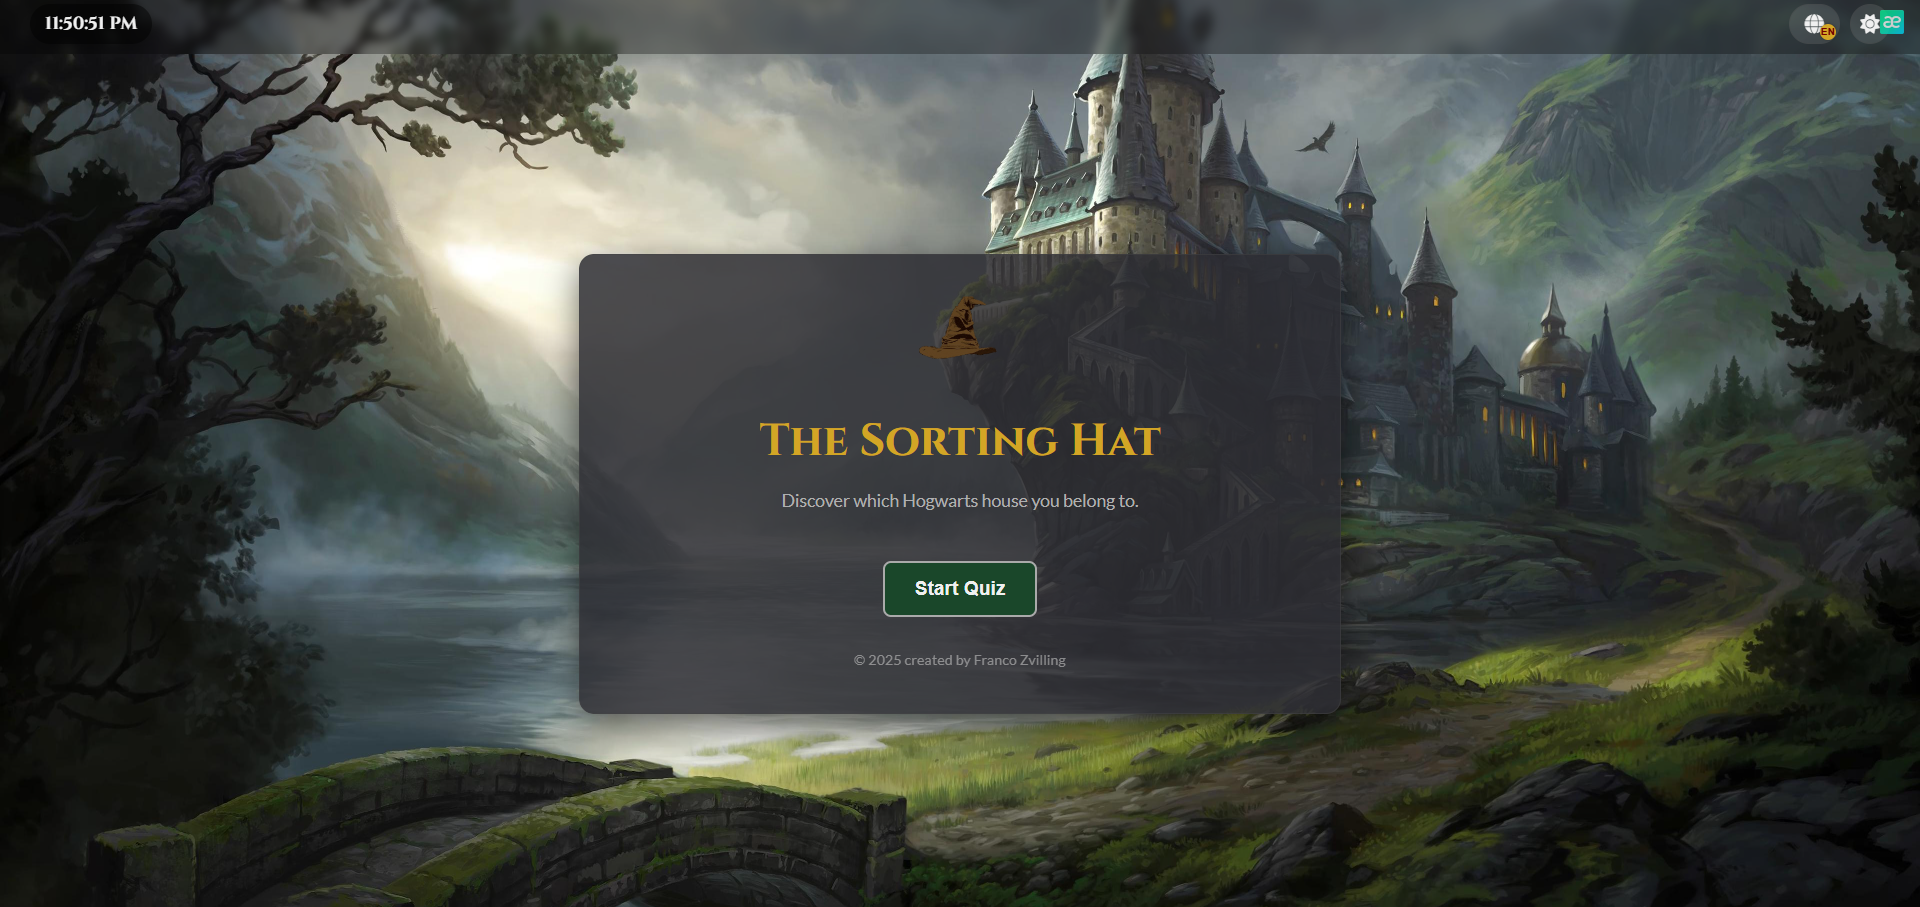 11:50:51 PM
EN
æ
The Sorting Hat
Discover which Hogwarts house you belong to.
Start Quiz
© 2025 created by Franco Zvilling